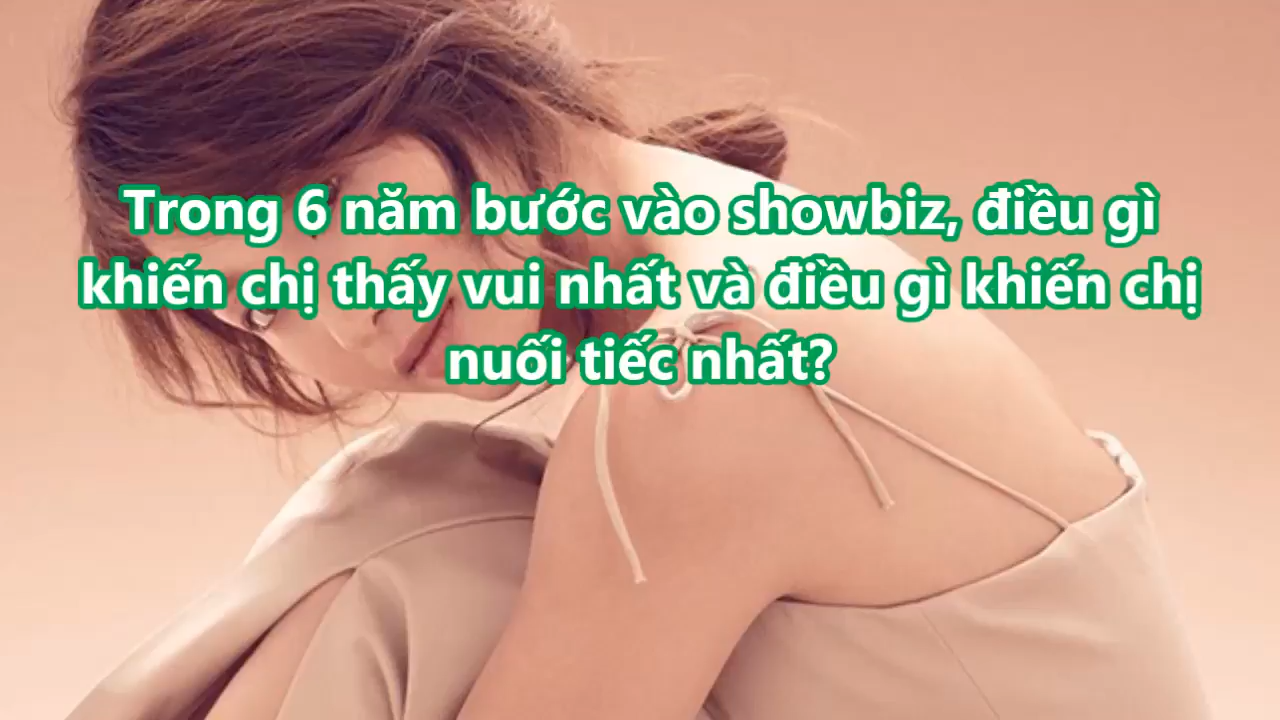 Trong 6 năm bước vào showbiz, điều gì
khiến chị thấy vui nhất và điều gì khiến chị
nuối tiếc nhất?